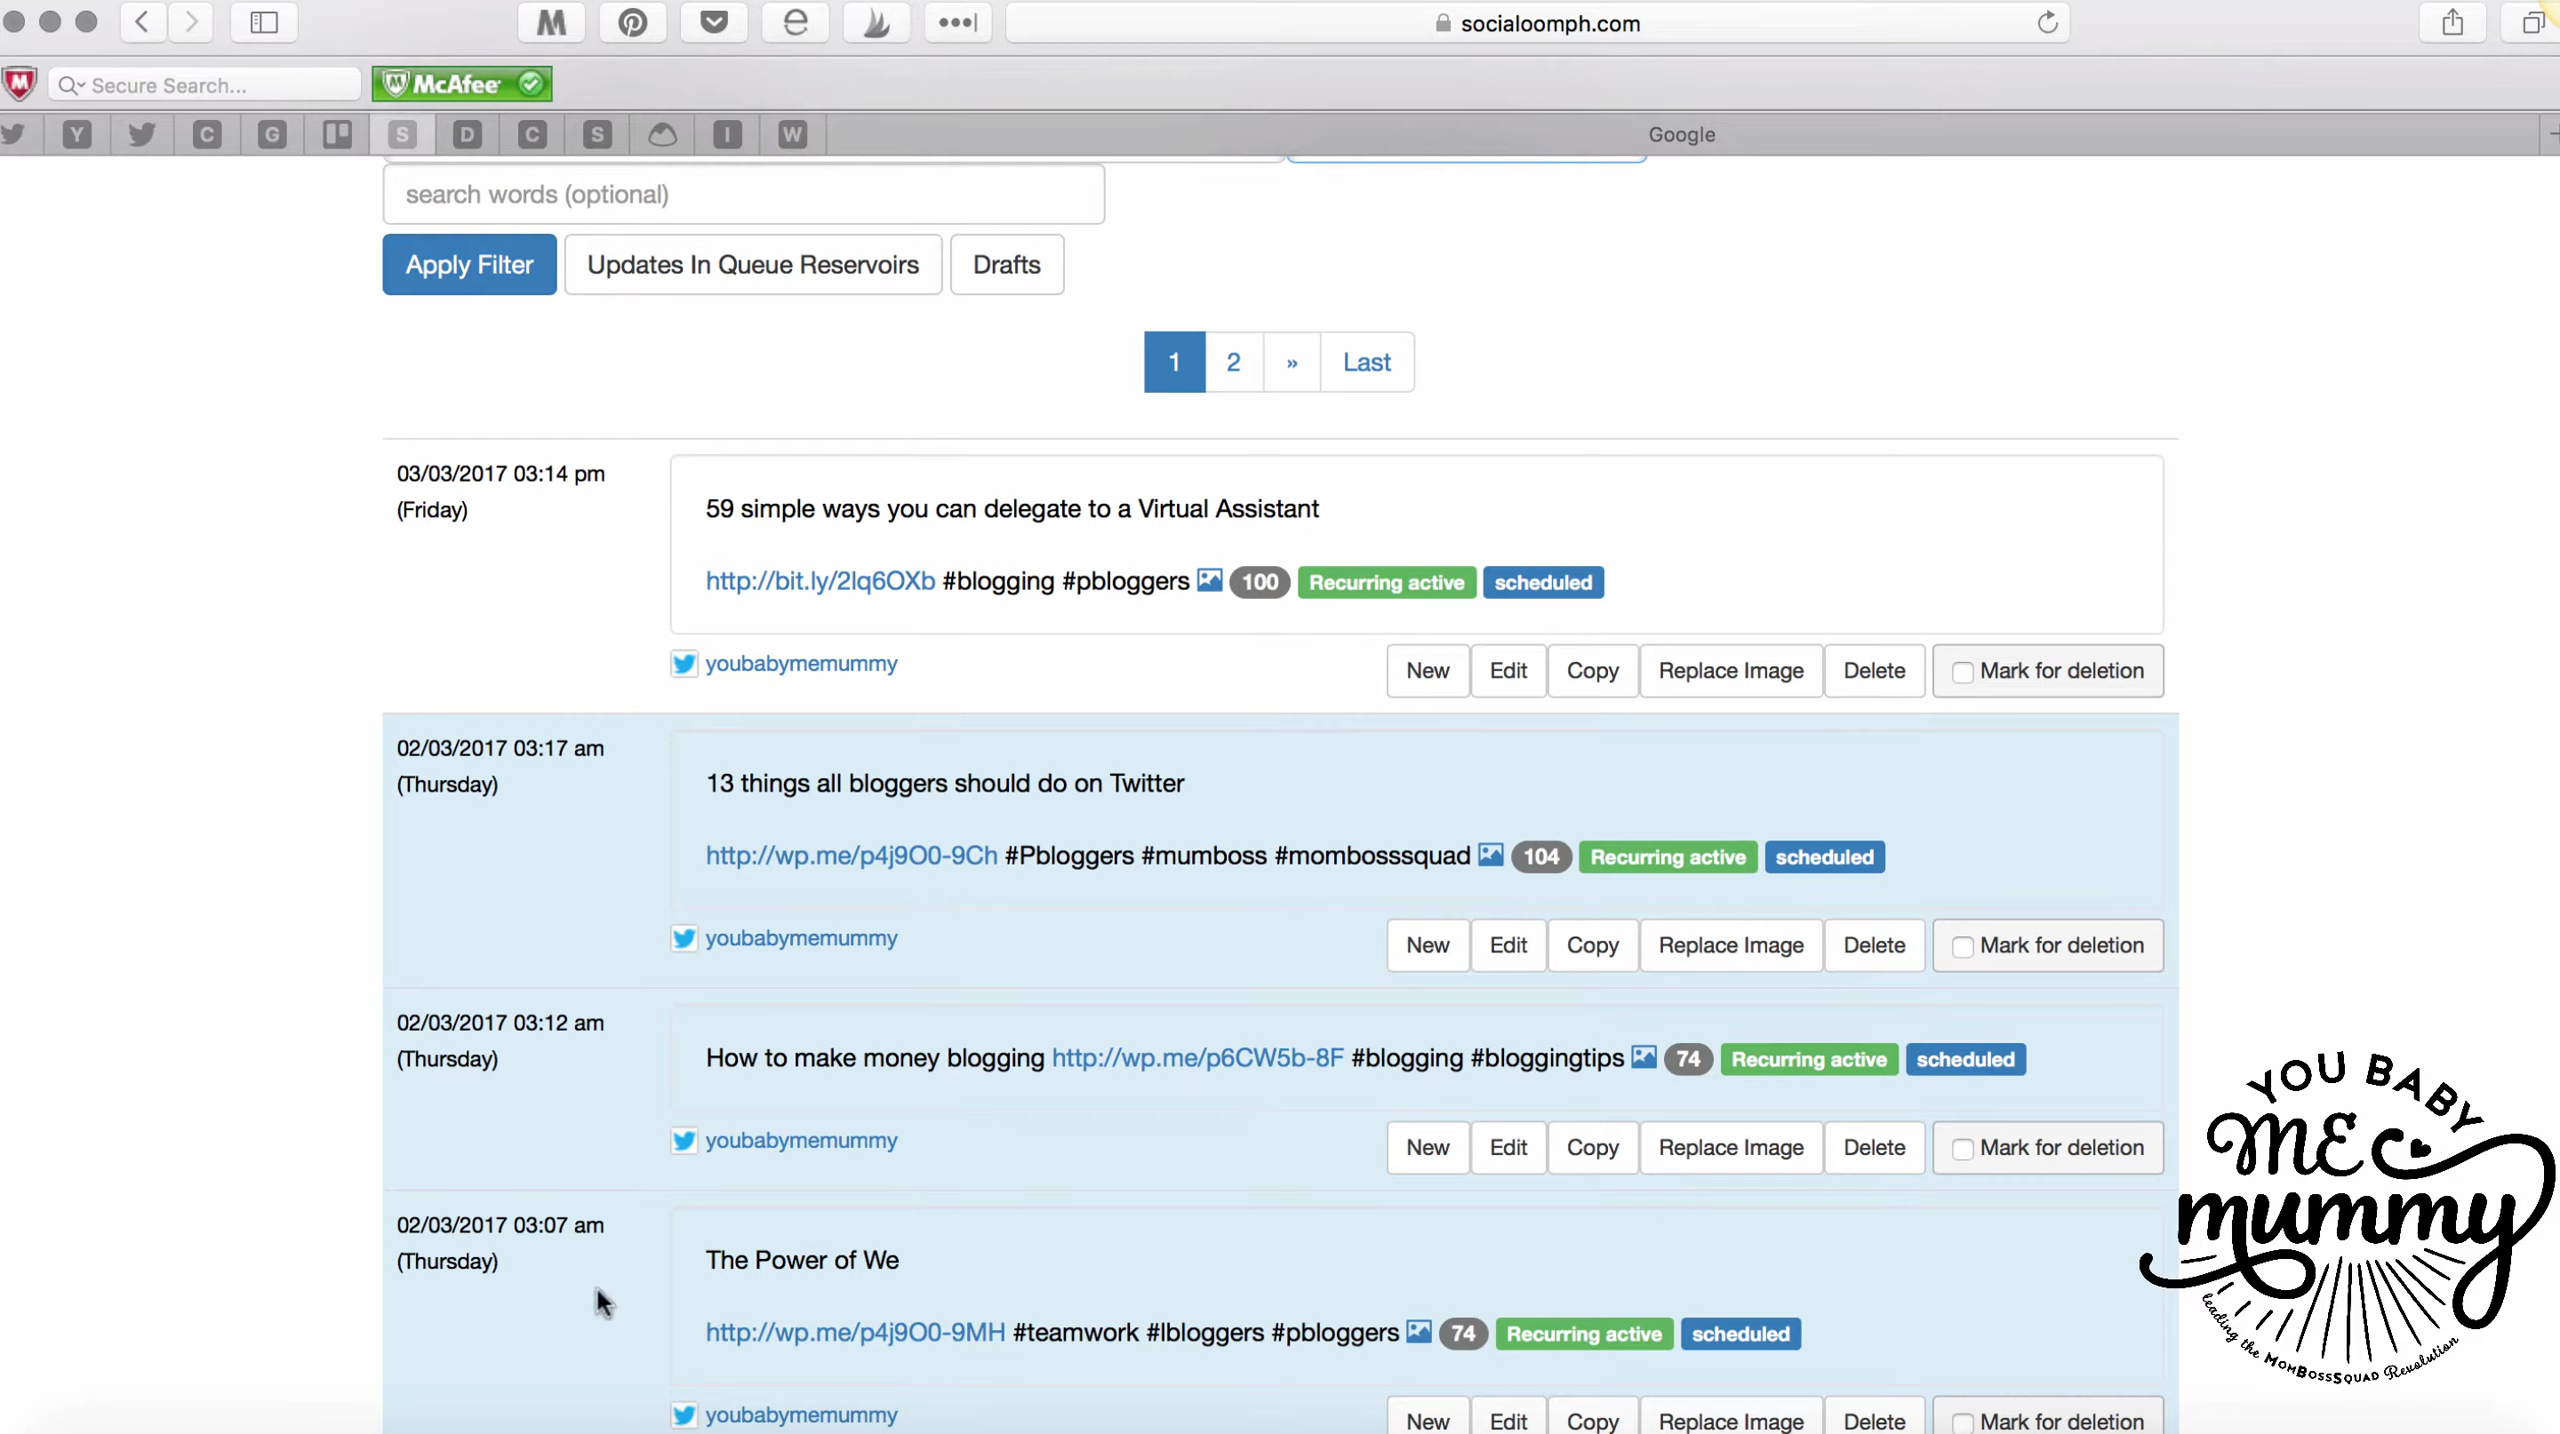 socialoomph.com
Secure Search...
McAfee
Y C G S D C S I W Google
search words (optional)
Apply Filter Updates In Queue Reservoirs Drafts
1 2 » Last
03/03/2017 03:14 pm
(Friday)
59 simple ways you can delegate to a Virtual Assistant
http://bit.ly/2lq6OXb #blogging #pbloggers 100 Recurring active scheduled
youbabymemummy New Edit Copy Replace Image Delete Mark for deletion
02/03/2017 03:17 am
(Thursday)
13 things all bloggers should do on Twitter
http://wp.me/p4j9O0-9Ch #Pbloggers #mumboss #mombosssquad 104 Recurring active scheduled
youbabymemummy New Edit Copy Replace Image Delete Mark for deletion
02/03/2017 03:12 am
(Thursday)
How to make money blogging http://wp.me/p6CW5b-8F #blogging #bloggingtips 74 Recurring active scheduled
youbabymemummy New Edit Copy Replace Image Delete Mark for deletion
02/03/2017 03:07 am
(Thursday)
The Power of We
http://wp.me/p4j9O0-9MH #teamwork #lbloggers #pbloggers 74 Recurring active scheduled
youbabymemummy New Edit Copy Replace Image Delete Mark for deletion
YOU BABY
ME
mummy
leading the MomBossSquad Revolution